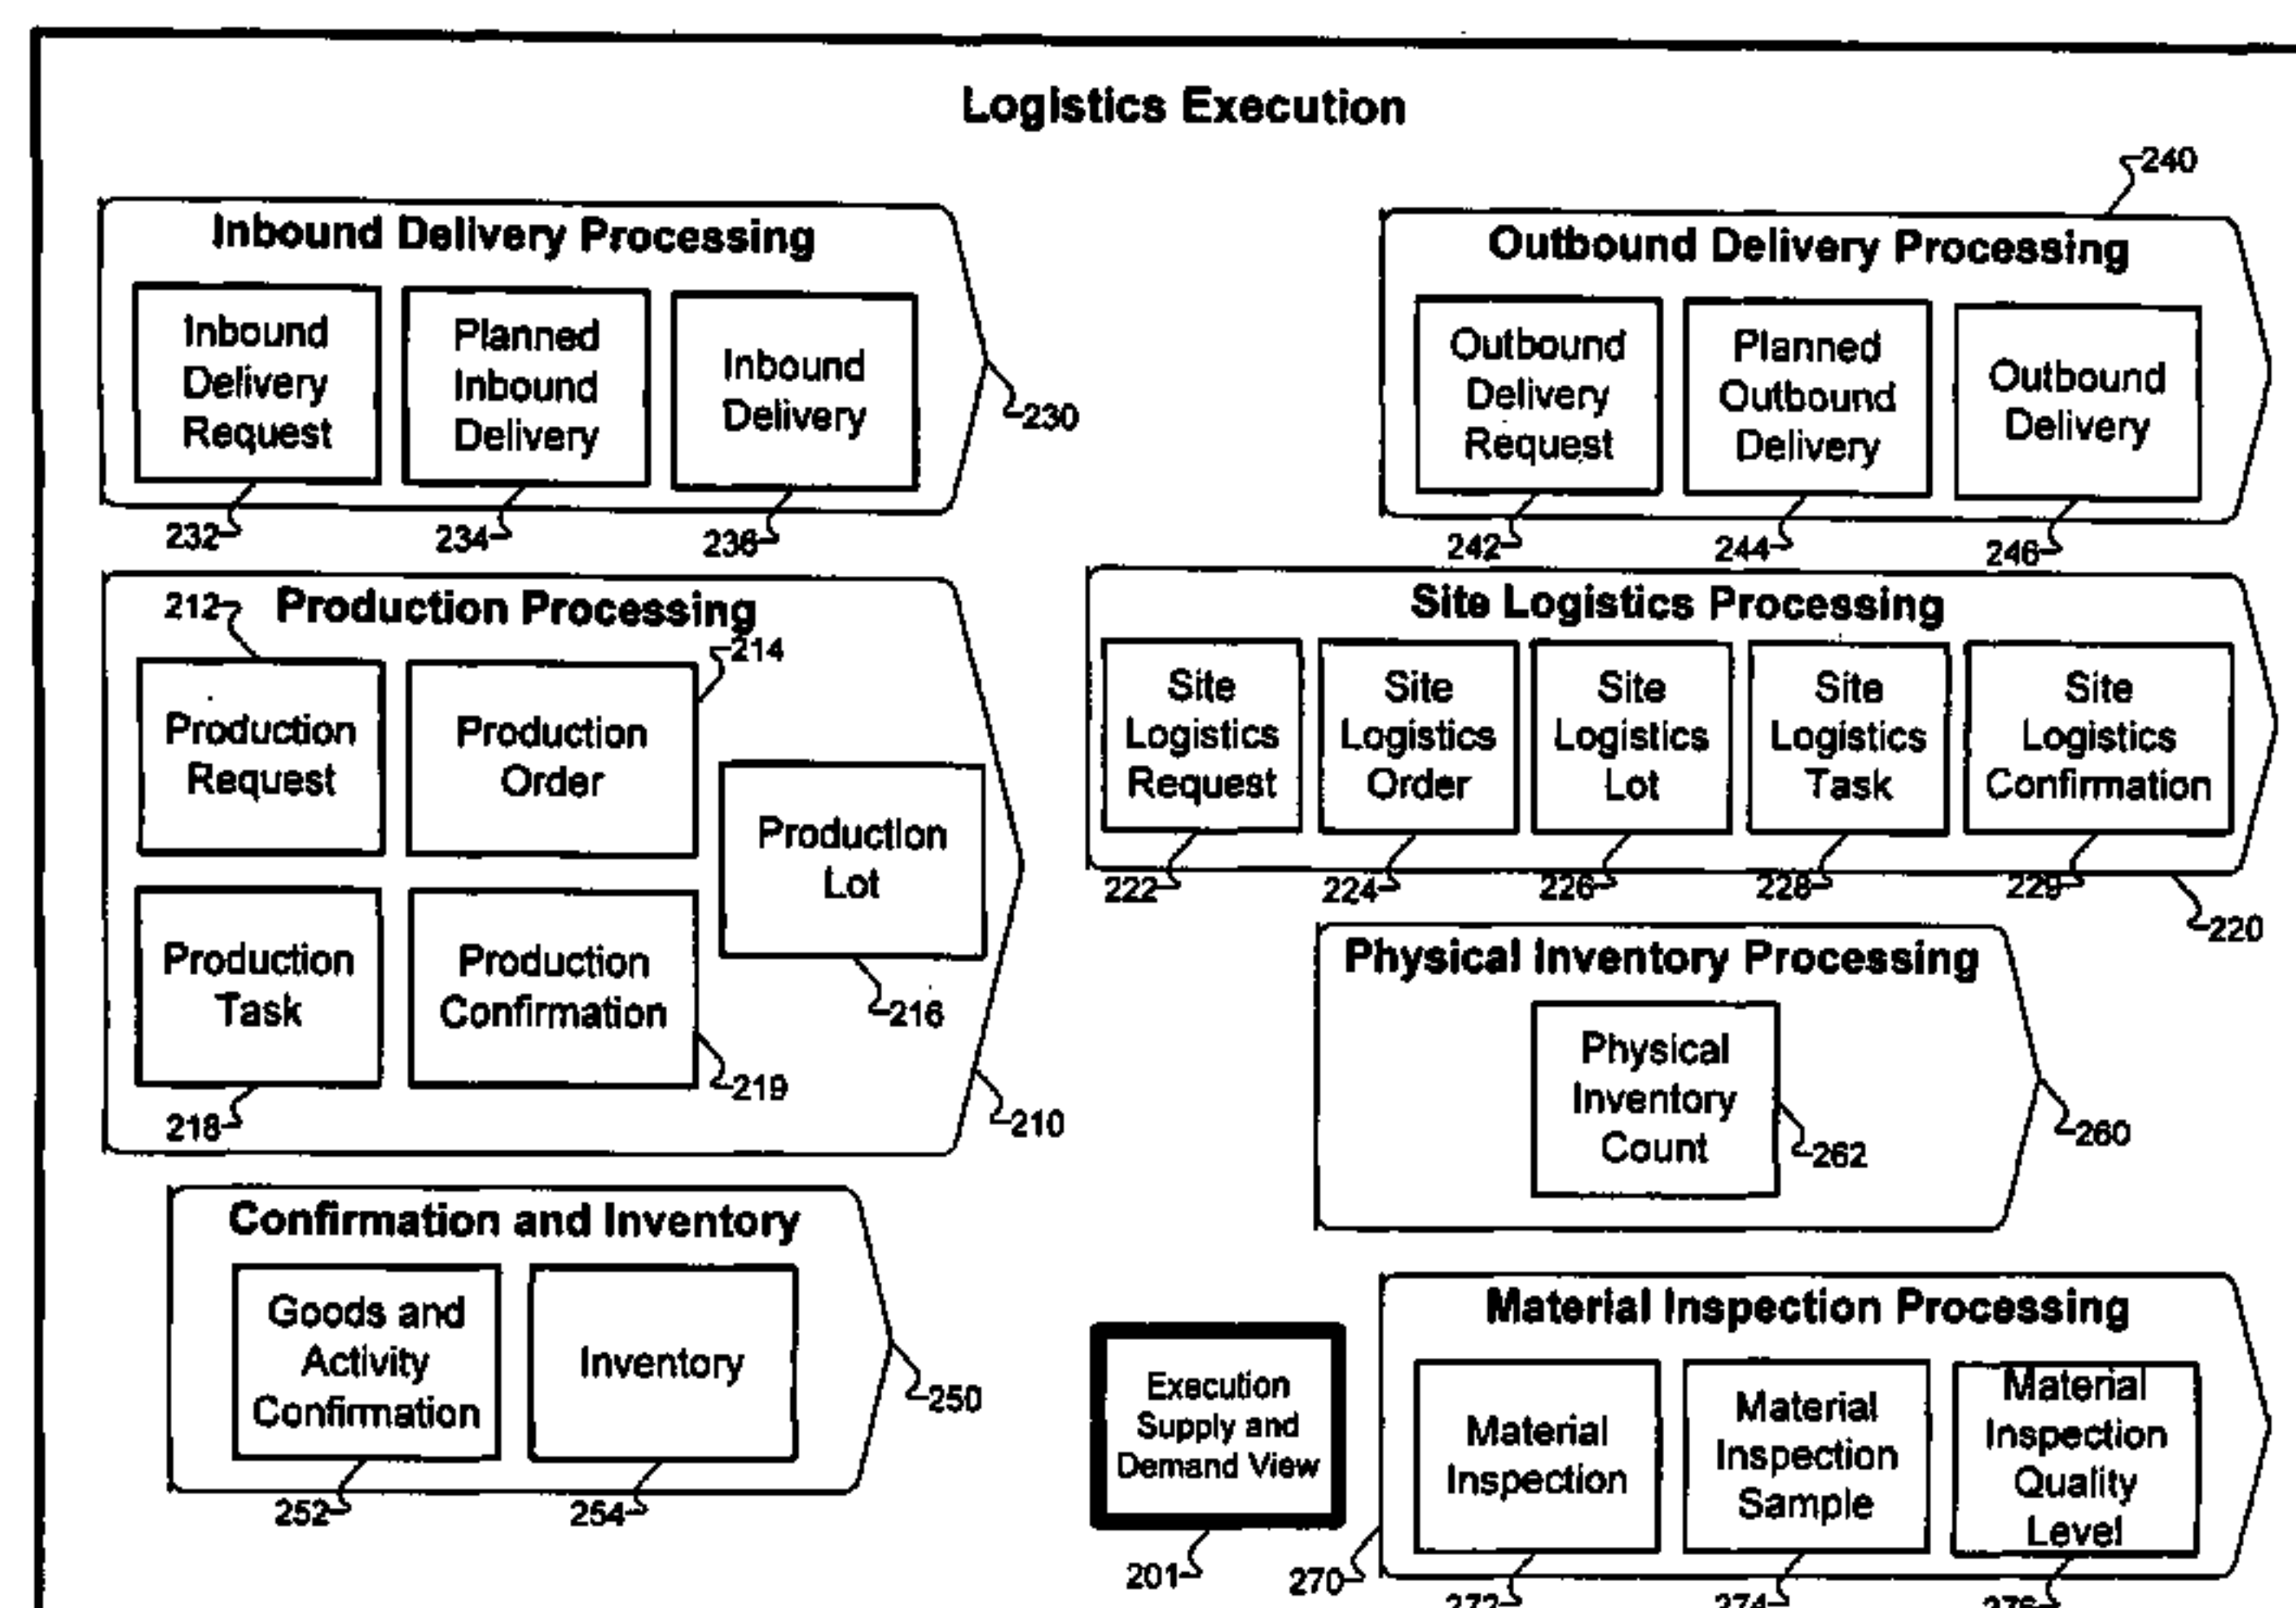 Logistics Execution
240
Inbound Delivery Processing
Inbound
Delivery
Request
Planned
Inbound
Delivery
Inbound
Delivery
230
232
234
236
Outbound Delivery Processing
Outbound
Delivery
Request
Planned
Outbound
Delivery
Outbound
Delivery
242
244
246
212
Production Processing
214
Production
Request
Production
Order
Production
Lot
216
Production
Task
Production
Confirmation
219
218
210
Site Logistics Processing
Site
Logistics
Request
Site
Logistics
Order
Site
Logistics
Lot
Site
Logistics
Task
Site
Logistics
Confirmation
222
224
226
228
229
220
Physical Inventory Processing
Physical
Inventory
Count
262
260
Confirmation and Inventory
Goods and
Activity
Confirmation
Inventory
250
252
254
Execution
Supply and
Demand View
201
Material Inspection Processing
Material
Inspection
Material
Inspection
Sample
Material
Inspection
Quality
Level
270
272
274
276